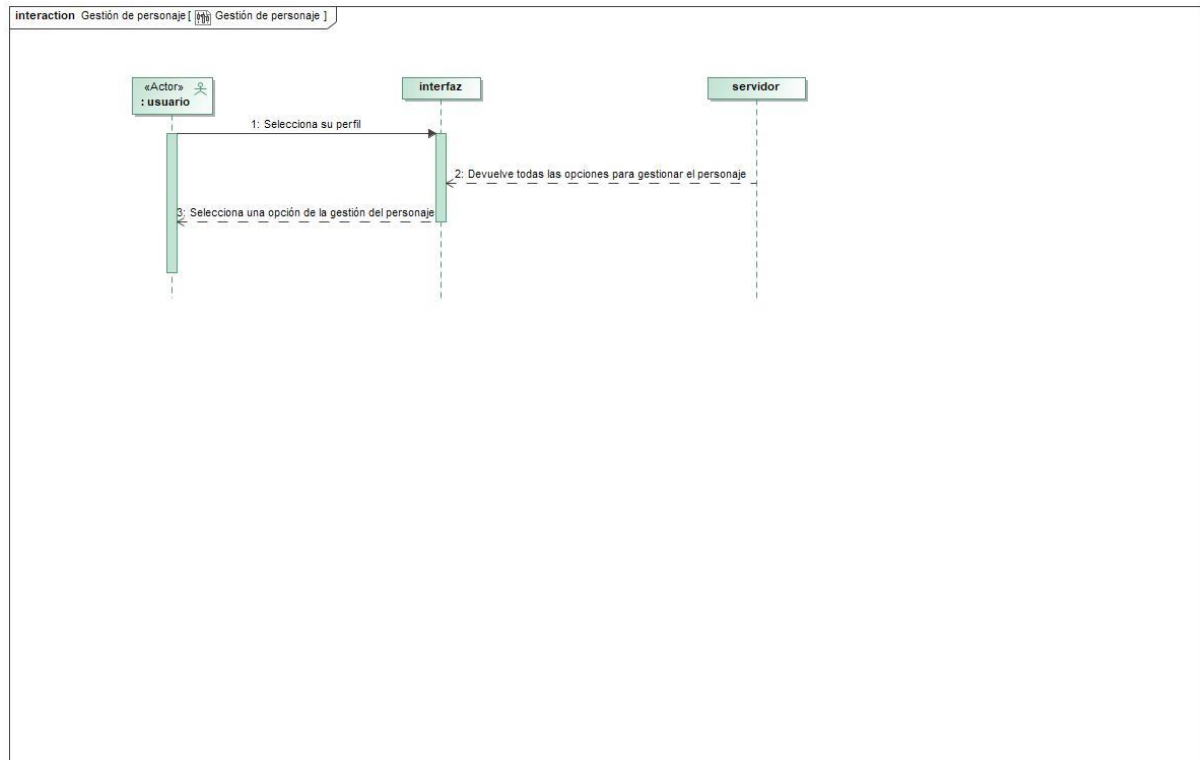 interaction Gestión de personaje [ Gestión de personaje ]
«Actor»
: usuario
interfaz
servidor
1: Selecciona su perfil
2: Devuelve todas las opciones para gestionar el personaje
3: Selecciona una opción de la gestión del personaje